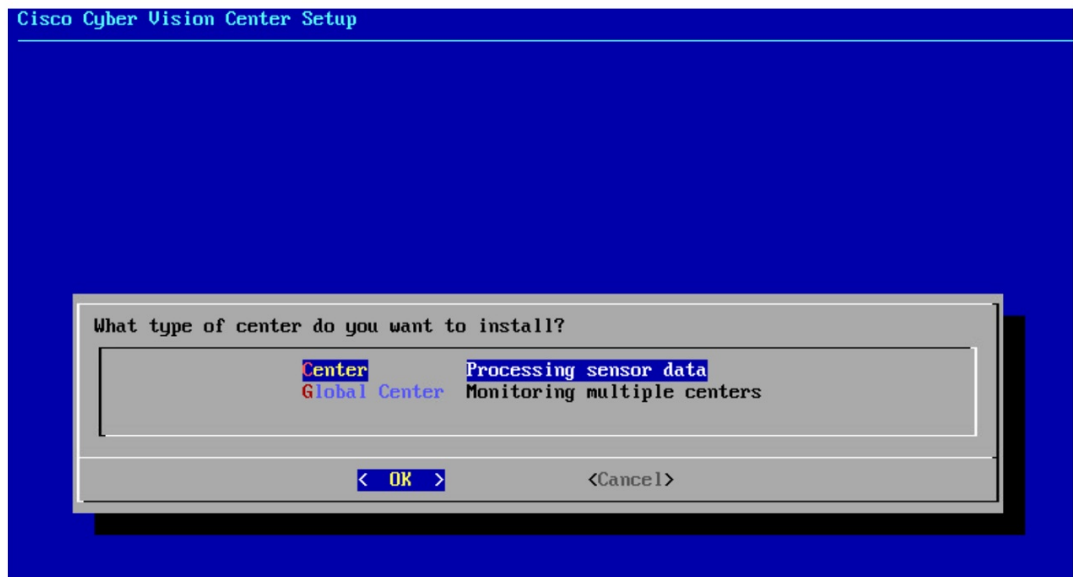 Cisco Cyber Vision Center Setup
What type of center do you want to install?
Center Processing sensor data
Global Center Monitoring multiple centers
< OK > <Cancel>